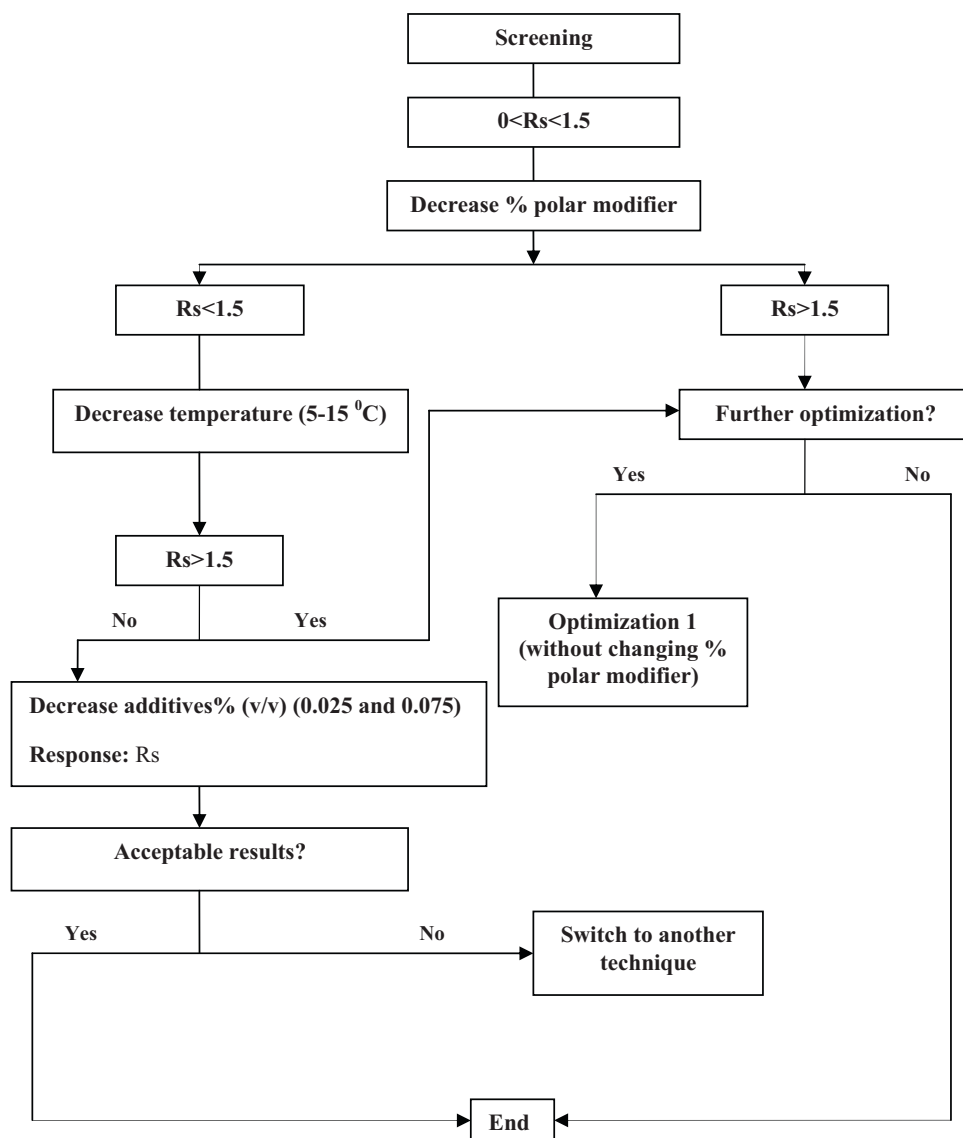 Screening
0<Rs<1.5
Decrease % polar modifier
Rs<1.5
Rs>1.5
Decrease temperature (5-15 ⁰C)
Further optimization?
Yes
No
Rs>1.5
No
Yes
Optimization 1
(without changing %
polar modifier)
Decrease additives% (v/v) (0.025 and 0.075)
Response: Rs
Acceptable results?
Yes
No
Switch to another
technique
End